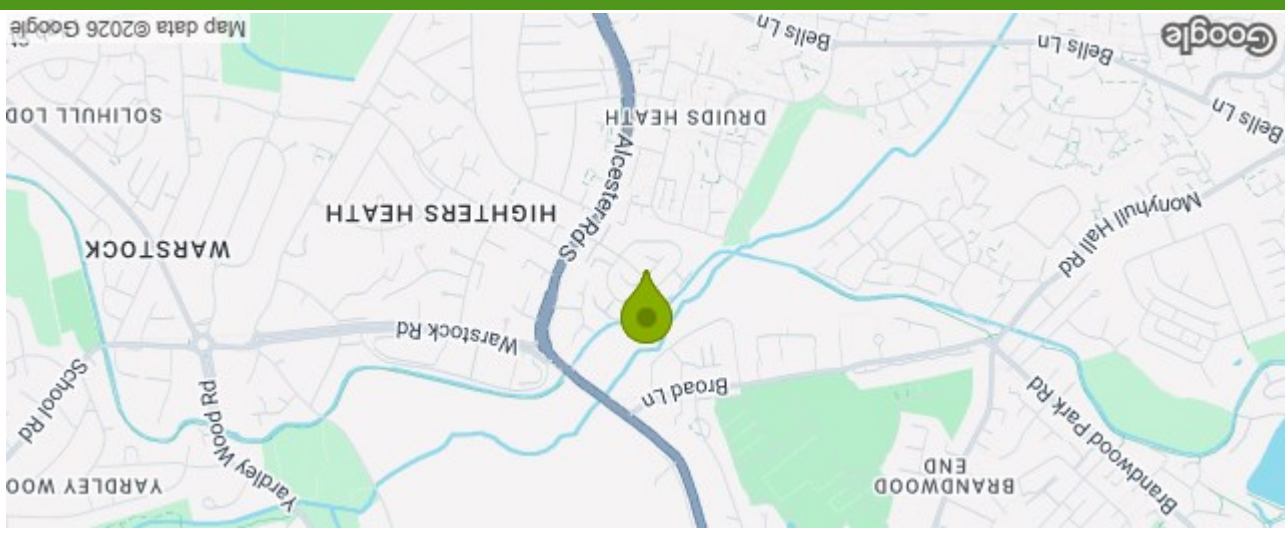 Bells Ln
Bells Ln
Bells Ln
Monyhull Hall Rd
DRUIDS HEATH
Alcester Rd S
HIGHTERS HEATH
SOLIHULL LOD
WARSTOCK
Warstock Rd
Broad Ln
School Rd
Yardley Wood Rd
YARDLEY WOO
Brandwood Park Rd
BRANDWOOD
END
Google
Map data ©2026 Google